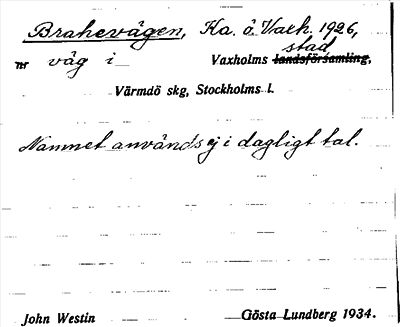 Brahevägen, Ka. ö. Vaxh. 1926,
stad
nr väg i Vaxholms landsförsamling,
Värmdö skg, Stockholms l.
Namnet används ej i dagligt tal.
John Westin Gösta Lundberg 1934.